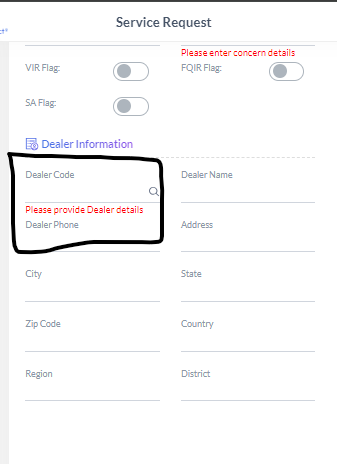 Service Request
Please enter concern details
VIR Flag:
FQIR Flag:
SA Flag:
Dealer Information
Dealer Code
Dealer Name
Please provide Dealer details
Dealer Phone
Address
City
State
Zip Code
Country
Region
District